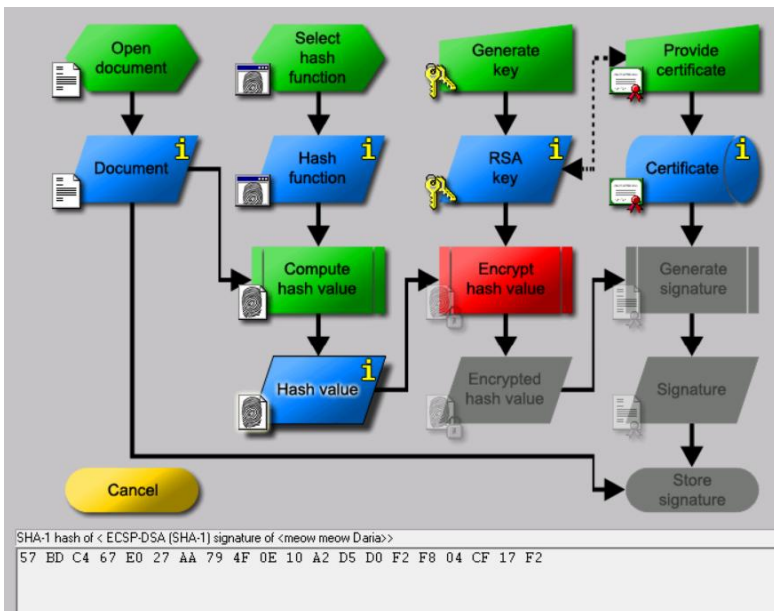 Open
document
Select
hash
function
Generate
key
Provide
certificate
Document
i
Hash
function
i
RSA
key
i
Certificate
i
Compute
hash value
Encrypt
hash value
Generate
signature
Hash value
i
Encrypted
hash value
Signature
Cancel
Store
signature
SHA-1 hash of < ECSP-DSA (SHA-1) signature of <meow meow Daria>>
57 BD C4 67 E0 27 AA 79 4F 0E 10 A2 D5 D0 F2 F8 04 CF 17 F2